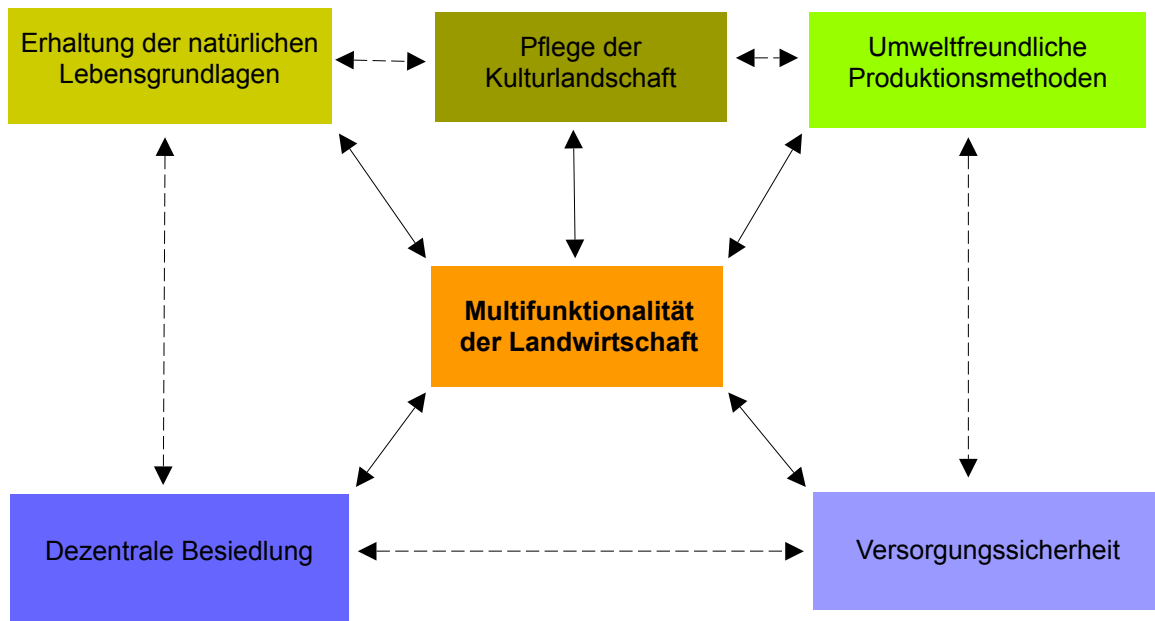 Erhaltung der natürlichen
Lebensgrundlagen
Pflege der
Kulturlandschaft
Umweltfreundliche
Produktionsmethoden
Multifunktionalität
der Landwirtschaft
Dezentrale Besiedlung
Versorgungssicherheit